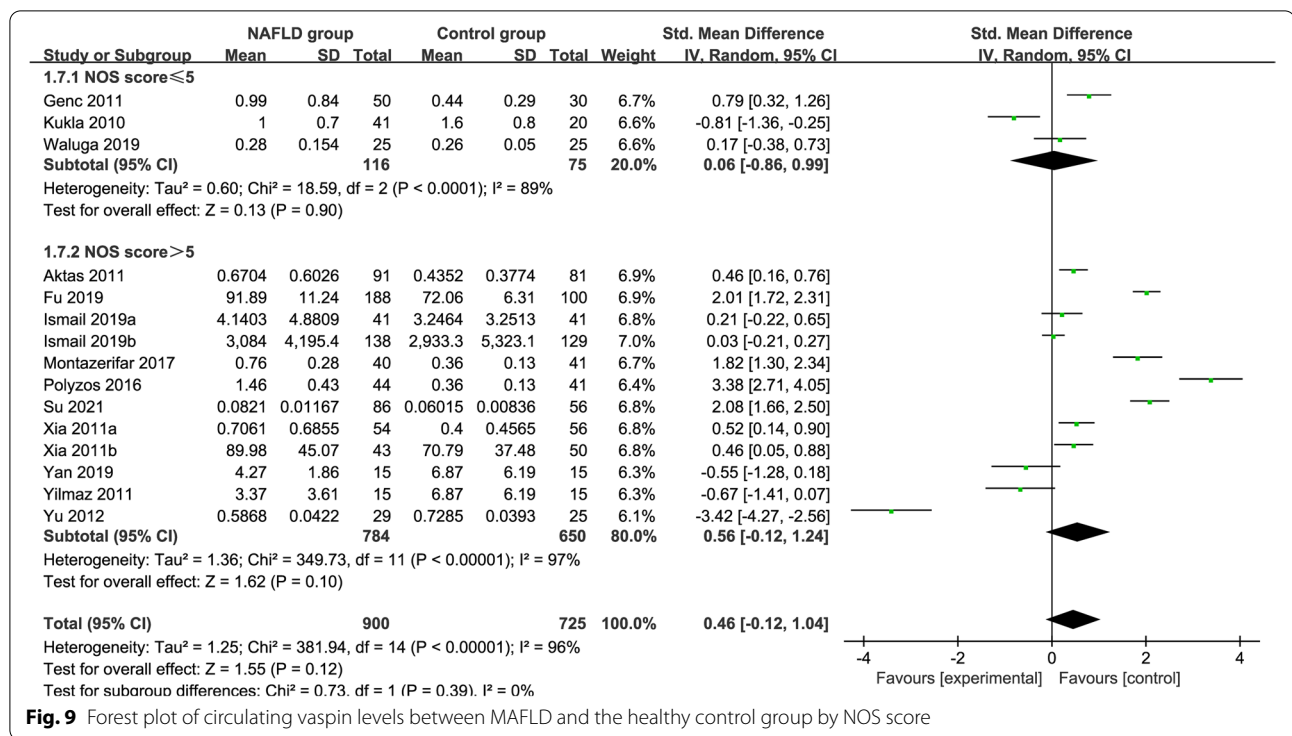 NAFLD group Control group Std. Mean Difference Std. Mean Difference
Study or Subgroup Mean SD Total Mean SD Total Weight IV, Random, 95% CI IV, Random, 95% CI
1.7.1 NOS score≤5
Genc 2011 0.99 0.84 50 0.44 0.29 30 6.7% 0.79 [0.32, 1.26]
Kukla 2010 1 0.7 41 1.6 0.8 20 6.6% -0.81 [-1.36, -0.25]
Waluga 2019 0.28 0.154 25 0.26 0.05 25 6.6% 0.17 [-0.38, 0.73]
Subtotal (95% CI) 116 75 20.0% 0.06 [-0.86, 0.99]
Heterogeneity: Tau² = 0.60; Chi² = 18.59, df = 2 (P < 0.0001); I² = 89%
Test for overall effect: Z = 0.13 (P = 0.90)
1.7.2 NOS score>5
Aktas 2011 0.6704 0.6026 91 0.4352 0.3774 81 6.9% 0.46 [0.16, 0.76]
Fu 2019 91.89 11.24 188 72.06 6.31 100 6.9% 2.01 [1.72, 2.31]
Ismail 2019a 4.1403 4.8809 41 3.2464 3.2513 41 6.8% 0.21 [-0.22, 0.65]
Ismail 2019b 3,084 4,195.4 138 2,933.3 5,323.1 129 7.0% 0.03 [-0.21, 0.27]
Montazerifar 2017 0.76 0.28 40 0.36 0.13 41 6.7% 1.82 [1.30, 2.34]
Polyzos 2016 1.46 0.43 44 0.36 0.13 41 6.4% 3.38 [2.71, 4.05]
Su 2021 0.0821 0.01167 86 0.06015 0.00836 56 6.8% 2.08 [1.66, 2.50]
Xia 2011a 0.7061 0.6855 54 0.4 0.4565 56 6.8% 0.52 [0.14, 0.90]
Xia 2011b 89.98 45.07 43 70.79 37.48 50 6.8% 0.46 [0.05, 0.88]
Yan 2019 4.27 1.86 15 6.87 6.19 15 6.3% -0.55 [-1.28, 0.18]
Yilmaz 2011 3.37 3.61 15 6.87 6.19 15 6.3% -0.67 [-1.41, 0.07]
Yu 2012 0.5868 0.0422 29 0.7285 0.0393 25 6.1% -3.42 [-4.27, -2.56]
Subtotal (95% CI) 784 650 80.0% 0.56 [-0.12, 1.24]
Heterogeneity: Tau² = 1.36; Chi² = 349.73, df = 11 (P < 0.00001); I² = 97%
Test for overall effect: Z = 1.62 (P = 0.10)
Total (95% CI) 900 725 100.0% 0.46 [-0.12, 1.04]
Heterogeneity: Tau² = 1.25; Chi² = 381.94, df = 14 (P < 0.00001); I² = 96%
Test for overall effect: Z = 1.55 (P = 0.12)
Test for subgroup differences: Chi² = 0.73, df = 1 (P = 0.39), I² = 0%
-4 -2 0 2 4
Favours [experimental] Favours [control]
Fig. 9 Forest plot of circulating vaspin levels between MAFLD and the healthy control group by NOS score